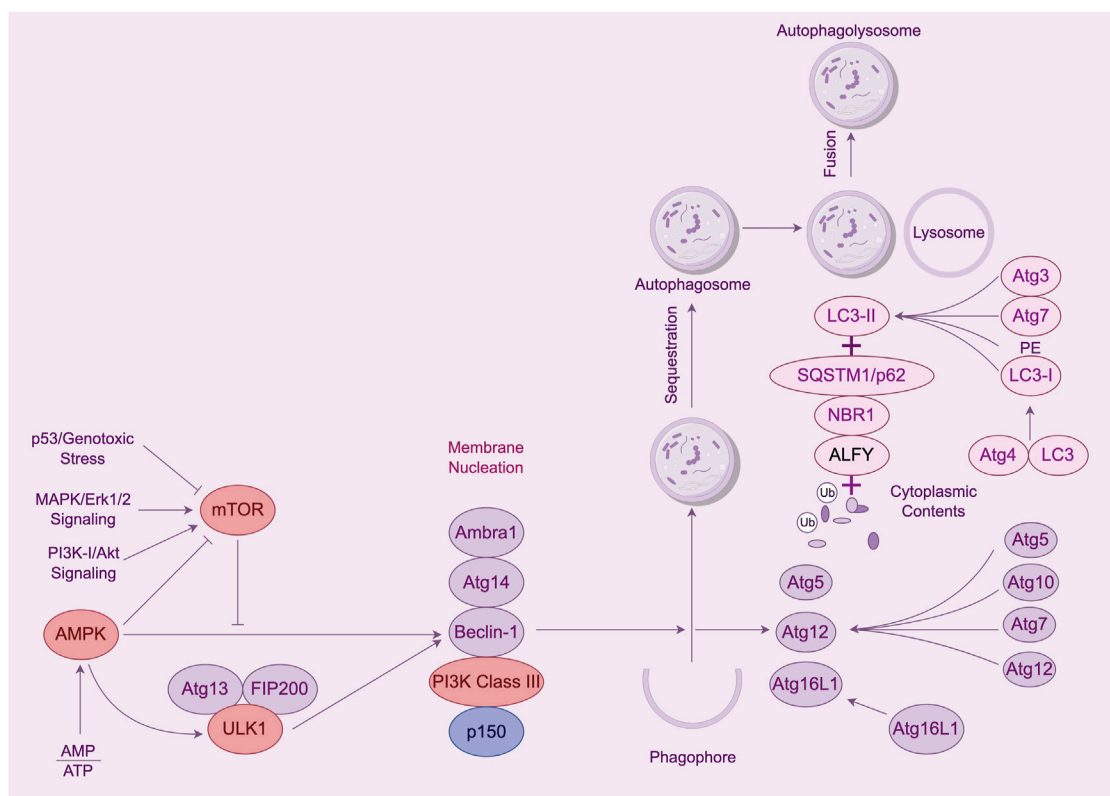 Autophagolysosome
Fusion
Lysosome
Autophagosome
Sequestration
Atg3
Atg7
PE
LC3-I
LC3-II
SQSTM1/p62
NBR1
ALFY
Atg4
LC3
Ub
Ub
Cytoplasmic
Contents
p53/Genotoxic
Stress
MAPK/Erk1/2
Signaling
PI3K-I/Akt
Signaling
mTOR
AMPK
AMP
ATP
Atg13
FIP200
ULK1
Membrane
Nucleation
Ambra1
Atg14
Beclin-1
PI3K Class III
p150
Phagophore
Atg5
Atg12
Atg16L1
Atg5
Atg10
Atg7
Atg12
Atg16L1